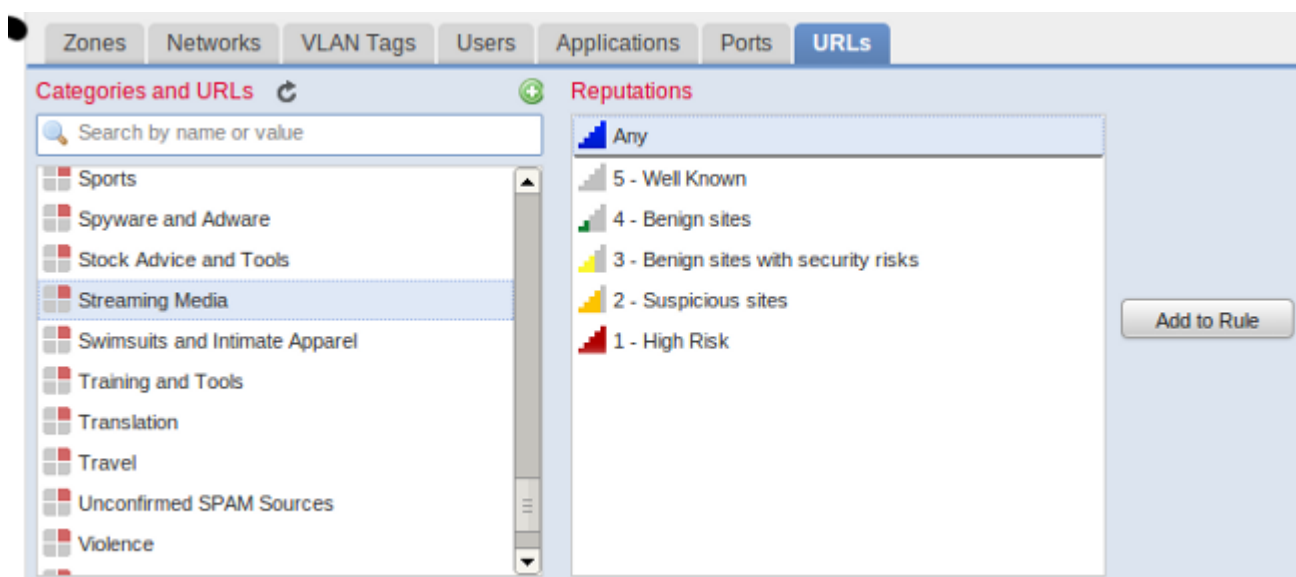 Zones Networks VLAN Tags Users Applications Ports URLs
Categories and URLs
Search by name or value
Sports
Spyware and Adware
Stock Advice and Tools
Streaming Media
Swimsuits and Intimate Apparel
Training and Tools
Translation
Travel
Unconfirmed SPAM Sources
Violence
Reputations
Any
5 - Well Known
4 - Benign sites
3 - Benign sites with security risks
2 - Suspicious sites
1 - High Risk
Add to Rule